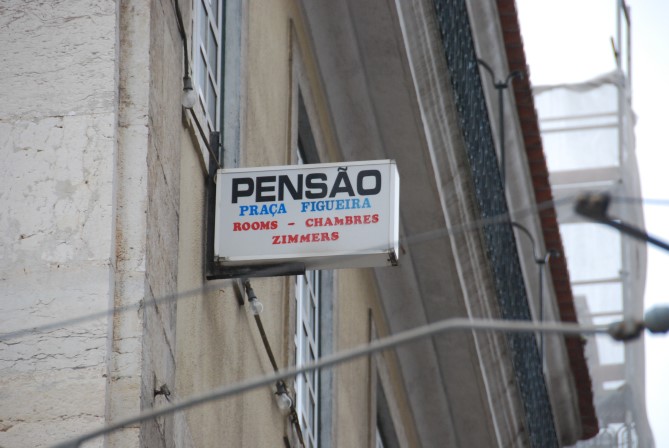 PENSÃO
PRAÇA FIGUEIRA
ROOMS - CHAMBRES
ZIMMERS